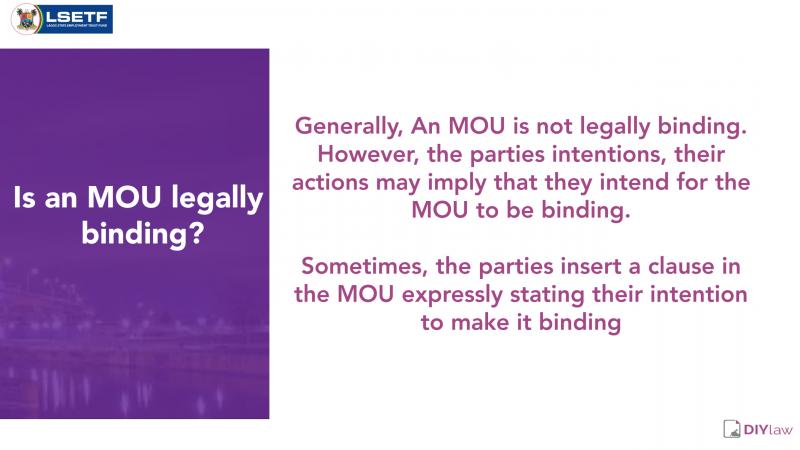 LSETF
LAGOS STATE EMPLOYMENT TRUST FUND
Is an MOU legally
binding?
Generally, An MOU is not legally binding.
However, the parties intentions, their
actions may imply that they intend for the
MOU to be binding.
Sometimes, the parties insert a clause in
the MOU expressly stating their intention
to make it binding
DIYlaw